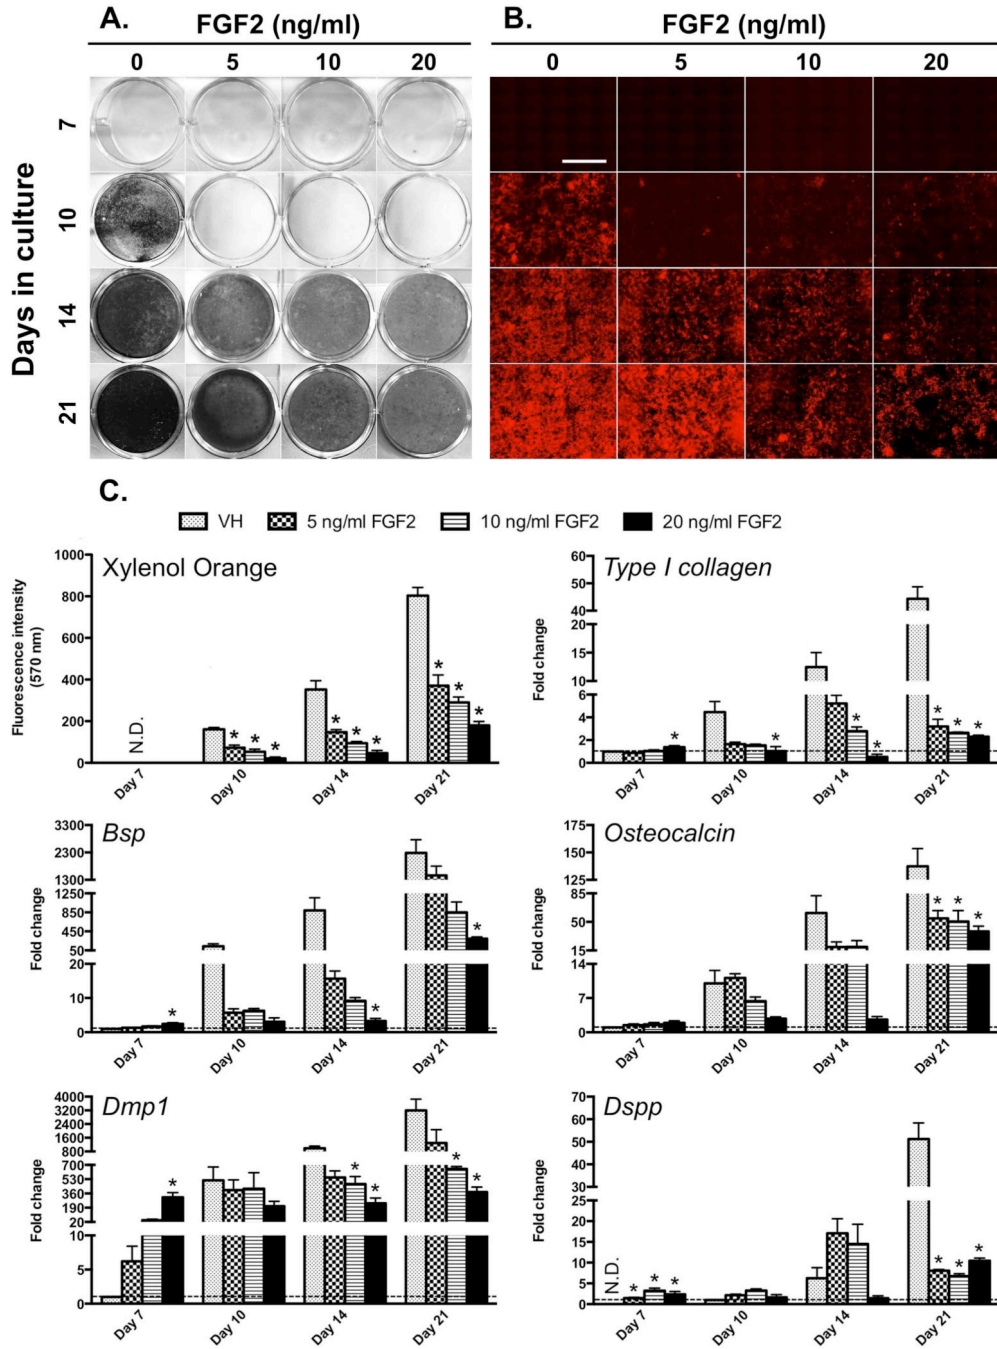 A.
FGF2 (ng/ml)
0 5 10 20
B.
FGF2 (ng/ml)
0 5 10 20
Days in culture
7
10
14
21
C.
VH 5 ng/ml FGF2 10 ng/ml FGF2 20 ng/ml FGF2
Xylenol Orange
Fluorescence intensity
(570 nm)
1000
800
600
400
200
0
N.D.
* * *
* * *
* * *
Day 7 Day 10 Day 14 Day 21
Type I collagen
Fold change
60
50
40
20
15
10
6
4
2
0
*
*
* *
* * *
Day 7 Day 10 Day 14 Day 21
Bsp
Fold change
3300
2300
1300
1250
850
450
50
20
10
0
*
*
*
Day 7 Day 10 Day 14 Day 21
Osteocalcin
Fold change
175
150
125
85
50
15
14
7
0
* * *
Day 7 Day 10 Day 14 Day 21
Dmp1
Fold change
4000
3200
2400
1600
800
700
530
360
190
20
10
5
0
*
* *
* *
Day 7 Day 10 Day 14 Day 21
Dspp
Fold change
70
60
50
40
30
25
20
15
10
5
0
N.D.
* * *
* * *
Day 7 Day 10 Day 14 Day 21